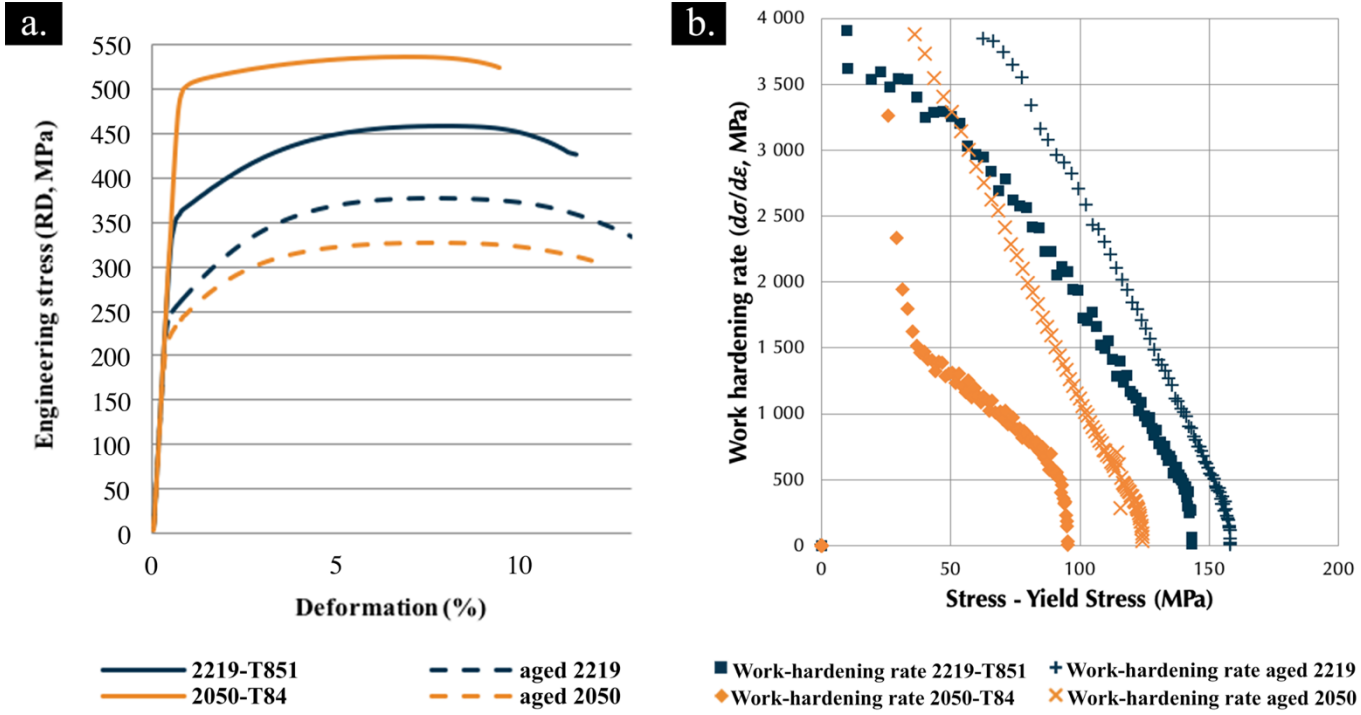 a.
Engineering stress (RD, MPa)
550
500
450
400
350
300
250
200
150
100
50
0
0
5
10
Deformation (%)
2219-T851
aged 2219
2050-T84
aged 2050
b.
Work hardening rate (dσ/dε, MPa)
4 000
3 500
3 000
2 500
2 000
1 500
1 000
500
0
0
50
100
150
200
Stress - Yield Stress (MPa)
Work-hardening rate 2219-T851
Work-hardening rate aged 2219
Work-hardening rate 2050-T84
Work-hardening rate aged 2050